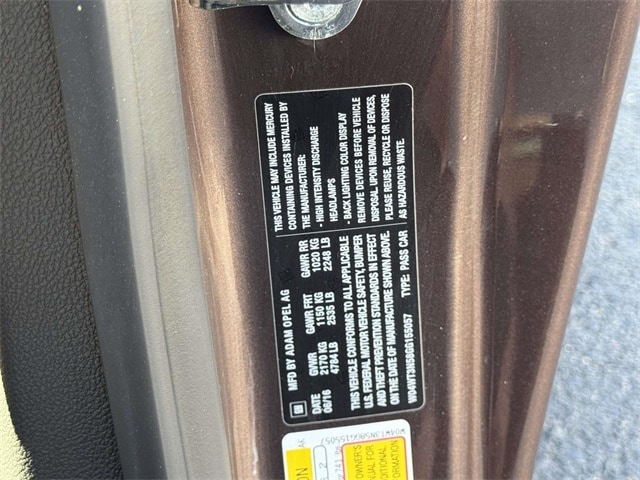 MFD BY ADAM OPEL AG
DATE GVWR GAWR FRT GAWR RR
06/16 2170 KG 1150 KG 1020 KG
4784 LB 2535 LB 2248 LB
THIS VEHICLE CONFORMS TO ALL APPLICABLE
U.S. FEDERAL MOTOR VEHICLE SAFETY, BUMPER
AND THEFT PREVENTION STANDARDS IN EFFECT
ON THE DATE OF MANUFACTURE SHOWN ABOVE.
W04WT3N58GG155057 TYPE: PASS CAR
THIS VEHICLE MAY INCLUDE MERCURY
CONTAINING DEVICES INSTALLED BY
THE MANUFACTURER:
- HIGH INTENSITY DISCHARGE
HEADLAMPS
- BACK LIGHTING COLOR DISPLAY
REMOVE DEVICES BEFORE VEHICLE
DISPOSAL. UPON REMOVAL OF DEVICES,
PLEASE REUSE, RECYCLE OR DISPOSE
AS HAZARDOUS WASTE.
W04WT3N58GG155057
OWNER'S